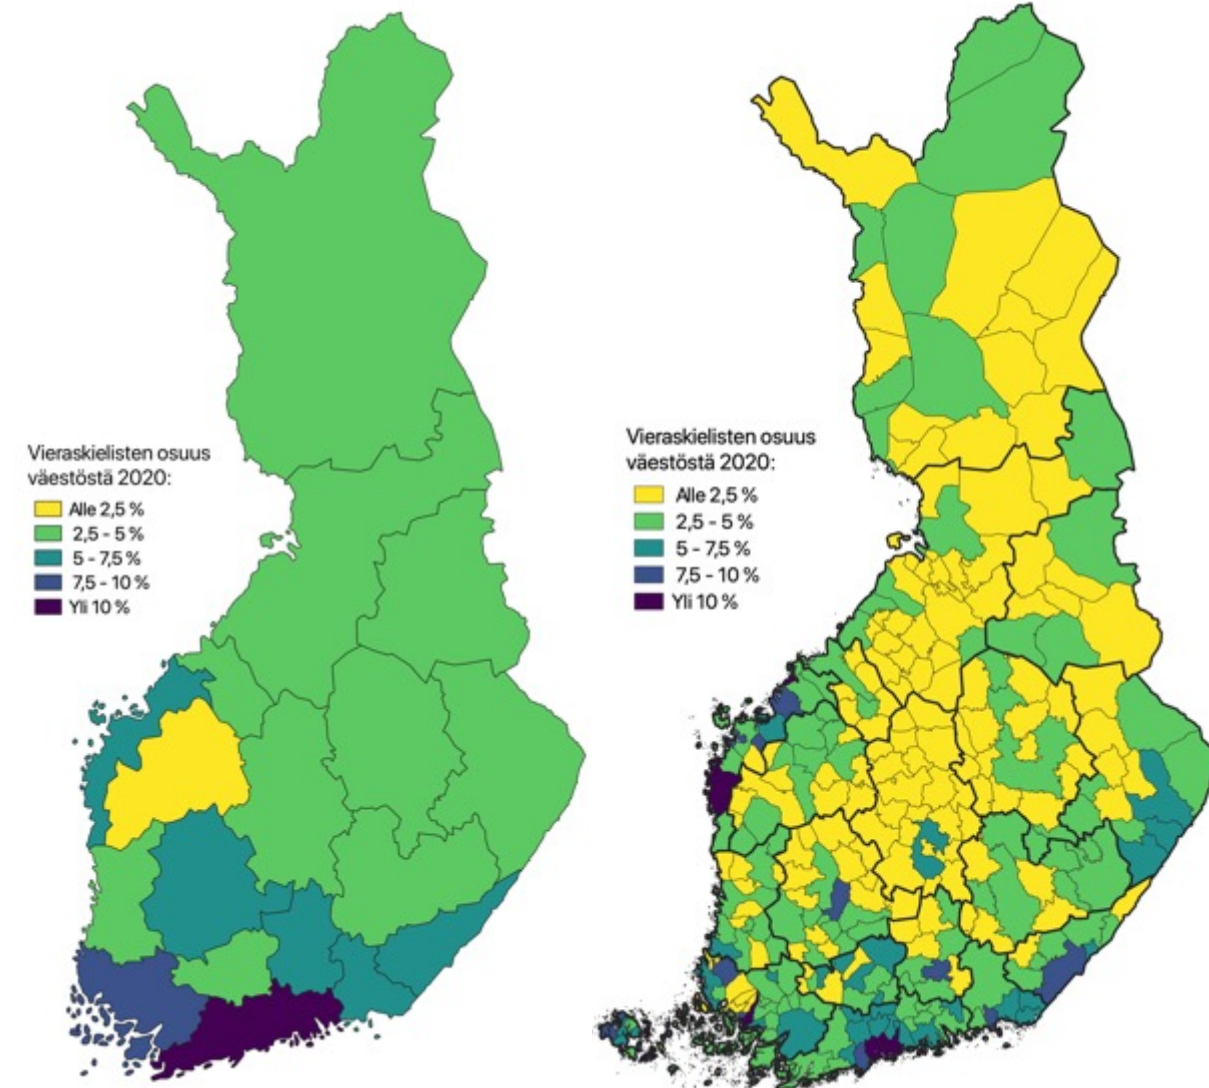 Vieraskielisten osuus
väestöstä 2020:
Alle 2,5 %
2,5 - 5 %
5 - 7,5 %
7,5 - 10 %
Yli 10 %
Vieraskielisten osuus
väestöstä 2020:
Alle 2,5 %
2,5 - 5 %
5 - 7,5 %
7,5 - 10 %
Yli 10 %